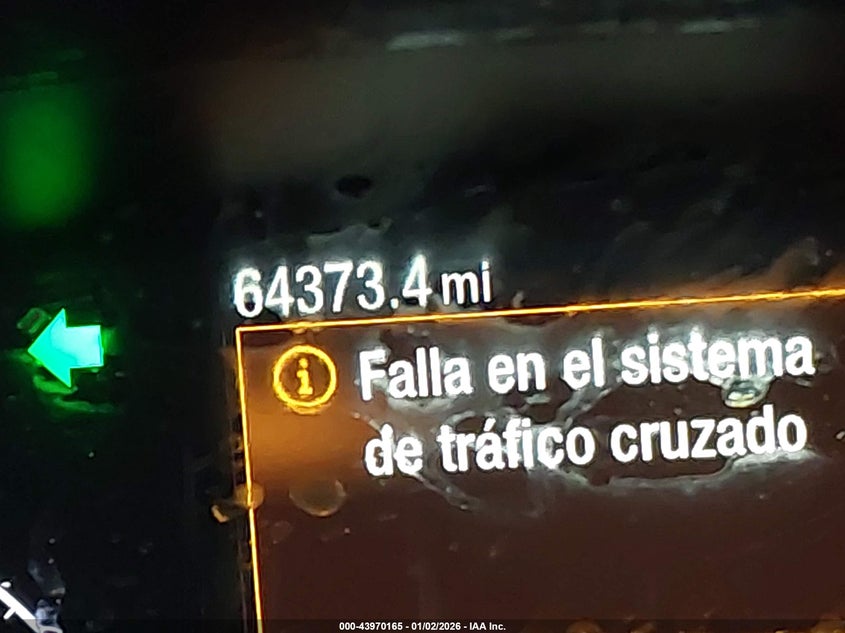 64373.4 mi
Falla en el sistema
de tráfico cruzado
000-43970165 - 01/02/2026 - IAA Inc.